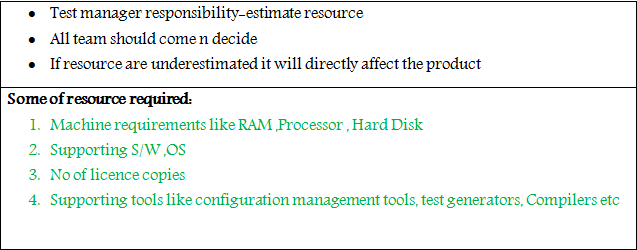 • Test manager responsibility-estimate resource
• All team should come n decide
• If resource are underestimated it will directly affect the product
Some of resource required:
1. Machine requirements like RAM ,Processor , Hard Disk
2. Supporting S/W ,OS
3. No of licence copies
4. Supporting tools like configuration management tools, test generators, Compilers etc